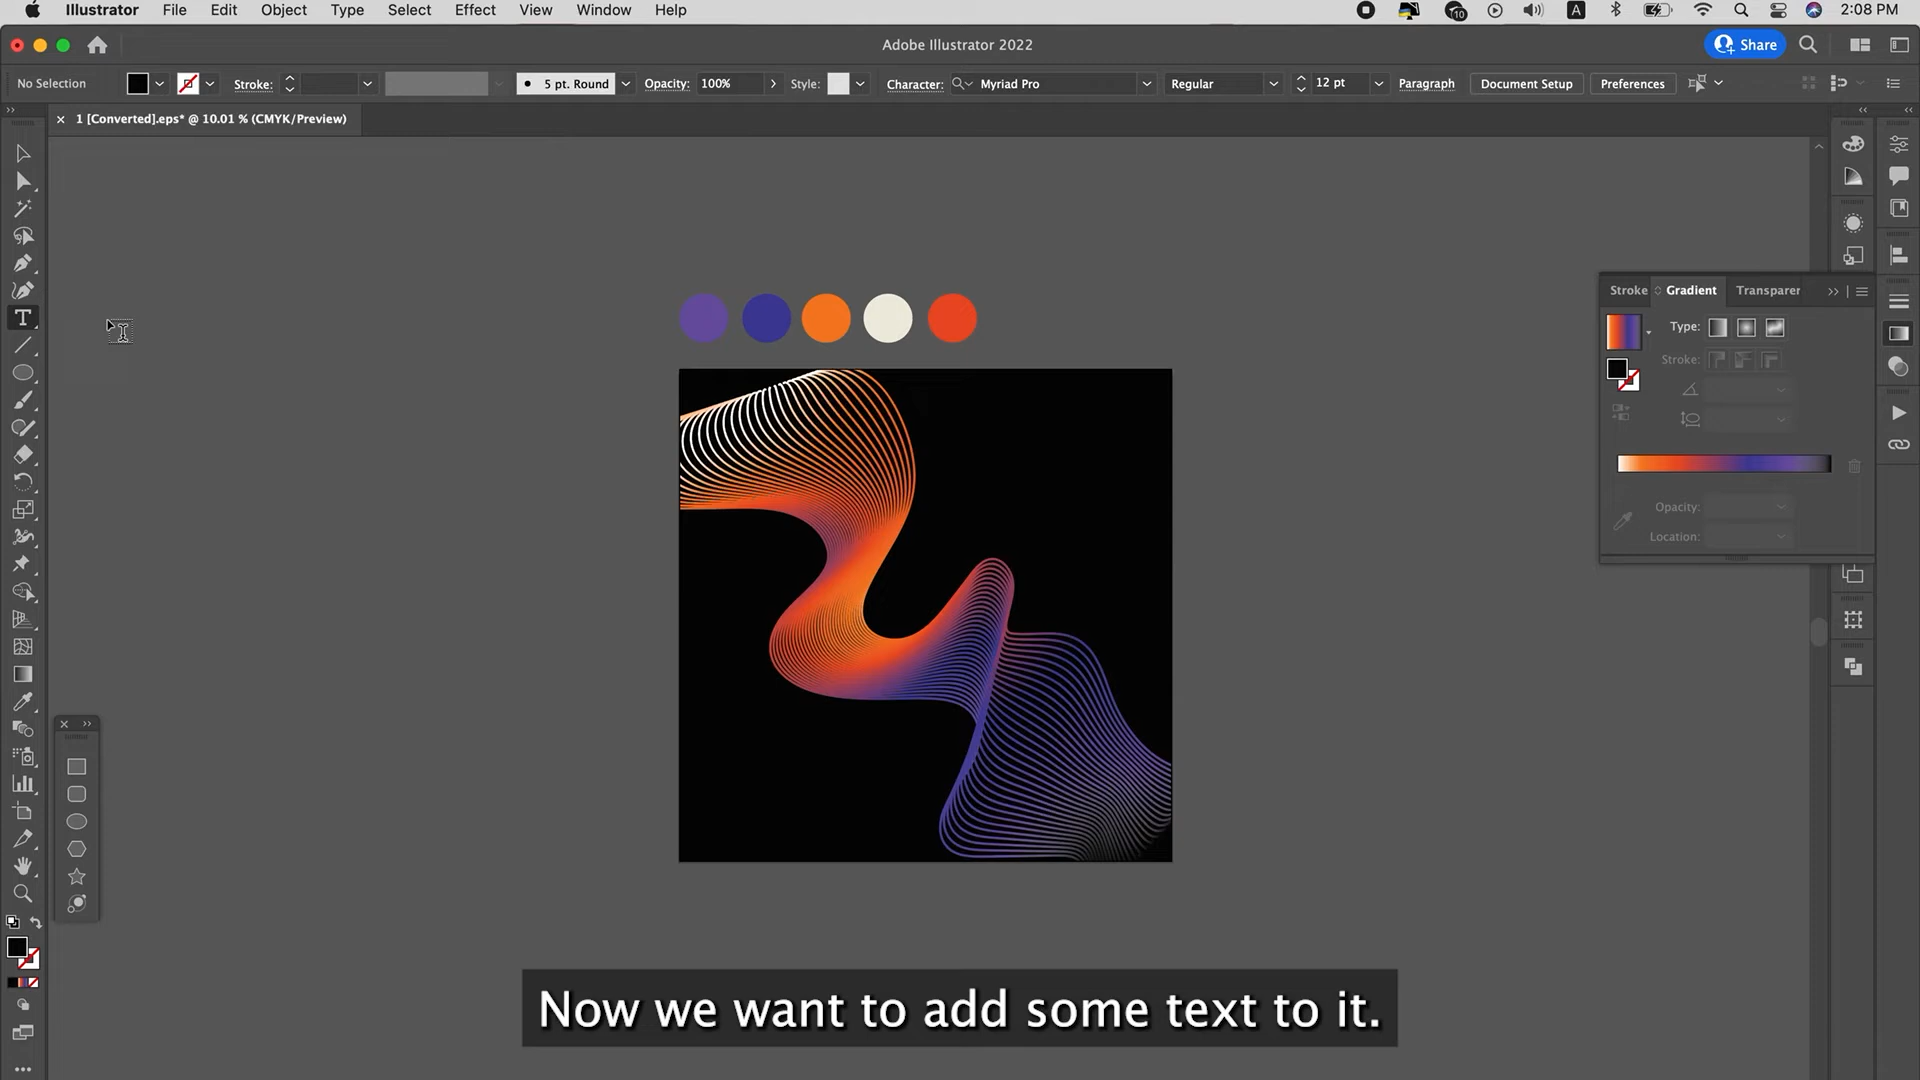 Illustrator File Edit Object Type Select Effect View Window Help
10 A 2:08 PM
Adobe Illustrator 2022
Share
No Selection Stroke: 5 pt. Round Opacity: 100% Style: Character: Myriad Pro Regular 12 pt Paragraph Document Setup Preferences
1 [Converted].eps* @ 10.01 % (CMYK/Preview)
Stroke Gradient Transparer
Type:
Stroke:
Opacity:
Location:
Now we want to add some text to it.